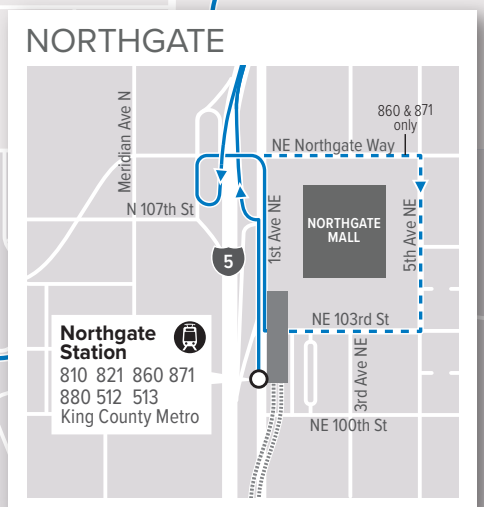 NORTHGATE
860 & 871
only
NE Northgate Way
Meridian Ave N
N 107th St
1st Ave NE
NORTHGATE
MALL
5th Ave NE
5
NE 103rd St
Northgate
Station
810 821 860 871
880 512 513
King County Metro
3rd Ave NE
NE 100th St